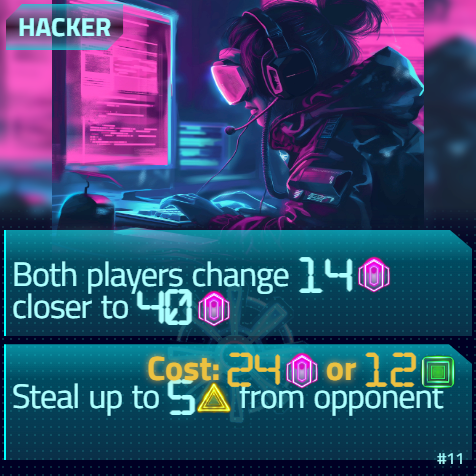 HACKER
Both players change 14
closer to 40
Cost: 24 or 12
Steal up to 5 from opponent
#11